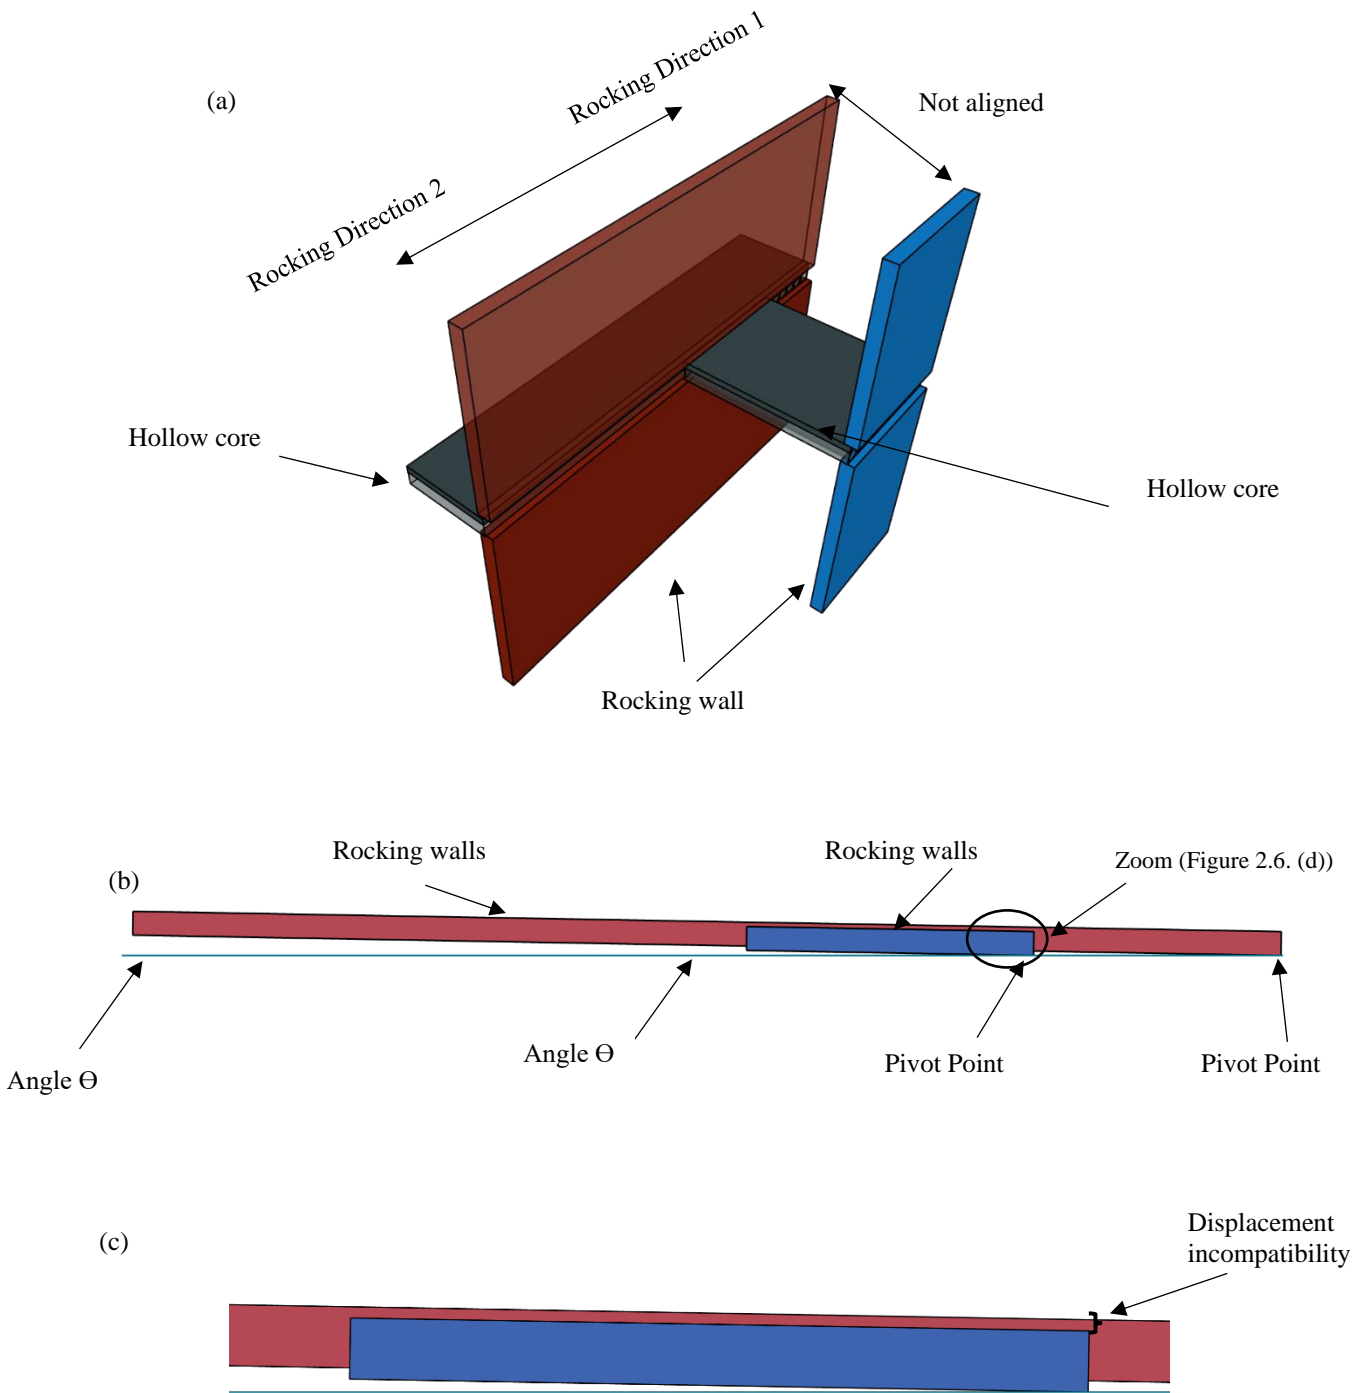 Rocking Direction 1
(a)
Not aligned
Rocking Direction 2
Hollow core
Hollow core
Rocking wall
Rocking walls
Rocking walls
Zoom (Figure 2.6. (d))
(b)
Angle Ө
Pivot Point
Pivot Point
Angle Ө
Displacement
incompatibility
(c)